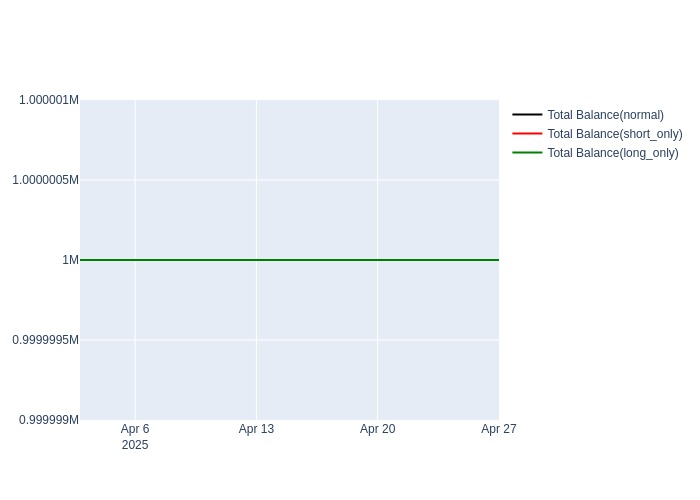 1.000001M
1.0000005M
1M
0.9999995M
0.999999M
Apr 6
2025
Apr 13
Apr 20
Apr 27
Total Balance(normal)
Total Balance(short_only)
Total Balance(long_only)